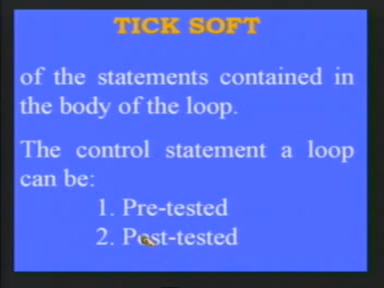 TICK SOFT
of the statements contained in
the body of the loop.
The control statement a loop
can be:
1. Pre-tested
2. Post-tested